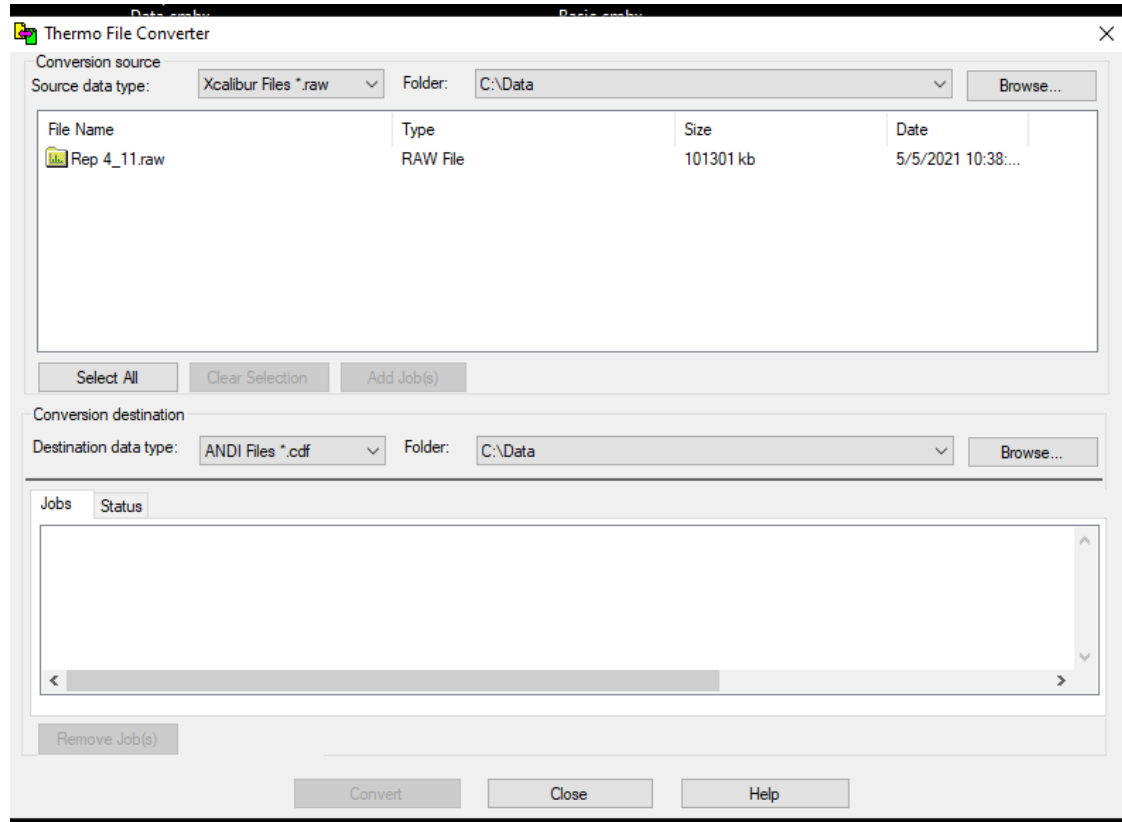 Thermo File Converter
Conversion source
Source data type: Xcalibur Files *.raw Folder: C:\Data Browse...
File Name Type Size Date
Rep 4_11.raw RAW File 101301 kb 5/5/2021 10:38:...
Select All Clear Selection Add Job(s)
Conversion destination
Destination data type: ANDI Files *.cdf Folder: C:\Data Browse...
Jobs Status
Remove Job(s)
Convert Close Help